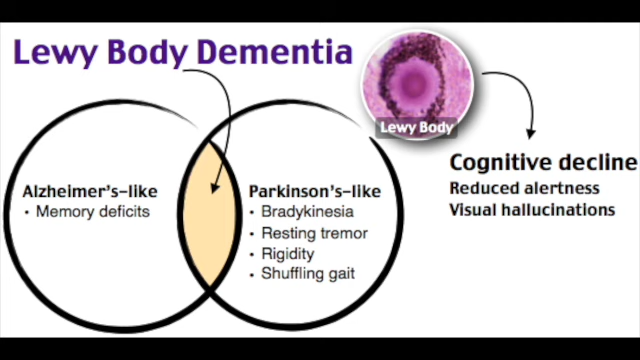 Lewy Body Dementia
Lewy Body
Cognitive decline
Reduced alertness
Visual hallucinations
Alzheimer's-like
• Memory deficits
Parkinson's-like
• Bradykinesia
• Resting tremor
• Rigidity
• Shuffling gait